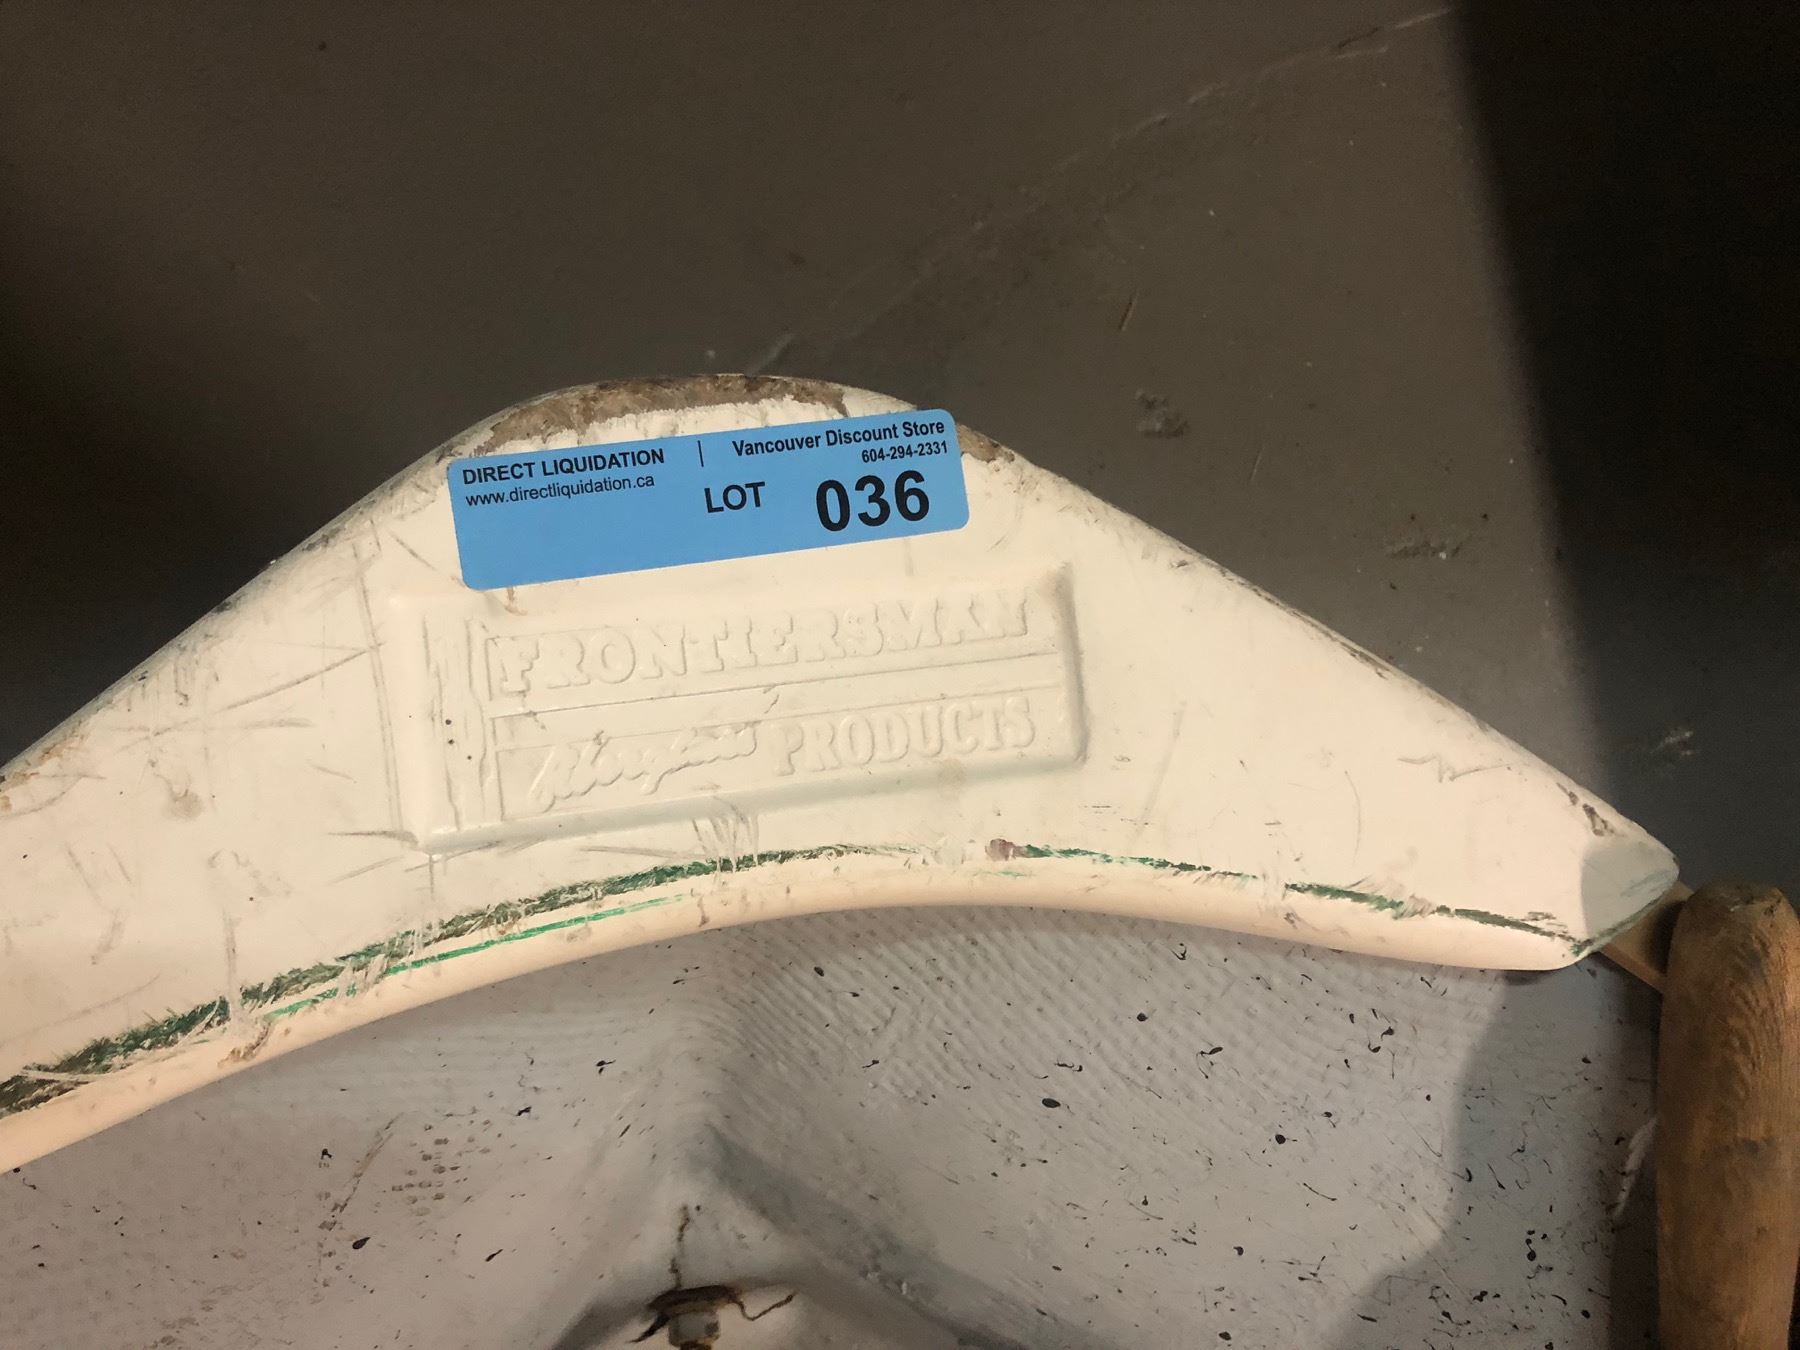 DIRECT LIQUIDATION | Vancouver Discount Store
www.directliquidation.ca 604-294-2331
LOT 036
FRONTIERSMAN
PRODUCTS